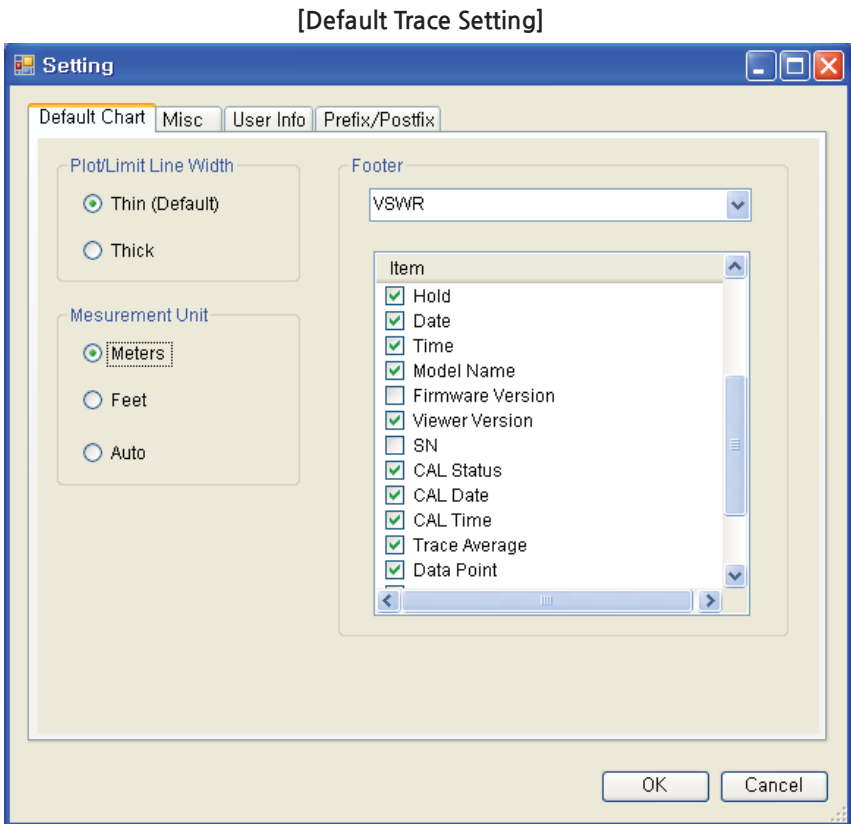 [Default Trace Setting]
Setting
Default Chart Misc User Info Prefix/Postfix
Plot/Limit Line Width
Thin (Default)
Thick
Mesurement Unit
Meters
Feet
Auto
Footer
VSWR
Item
Hold
Date
Time
Model Name
Firmware Version
Viewer Version
SN
CAL Status
CAL Date
CAL Time
Trace Average
Data Point
OK Cancel